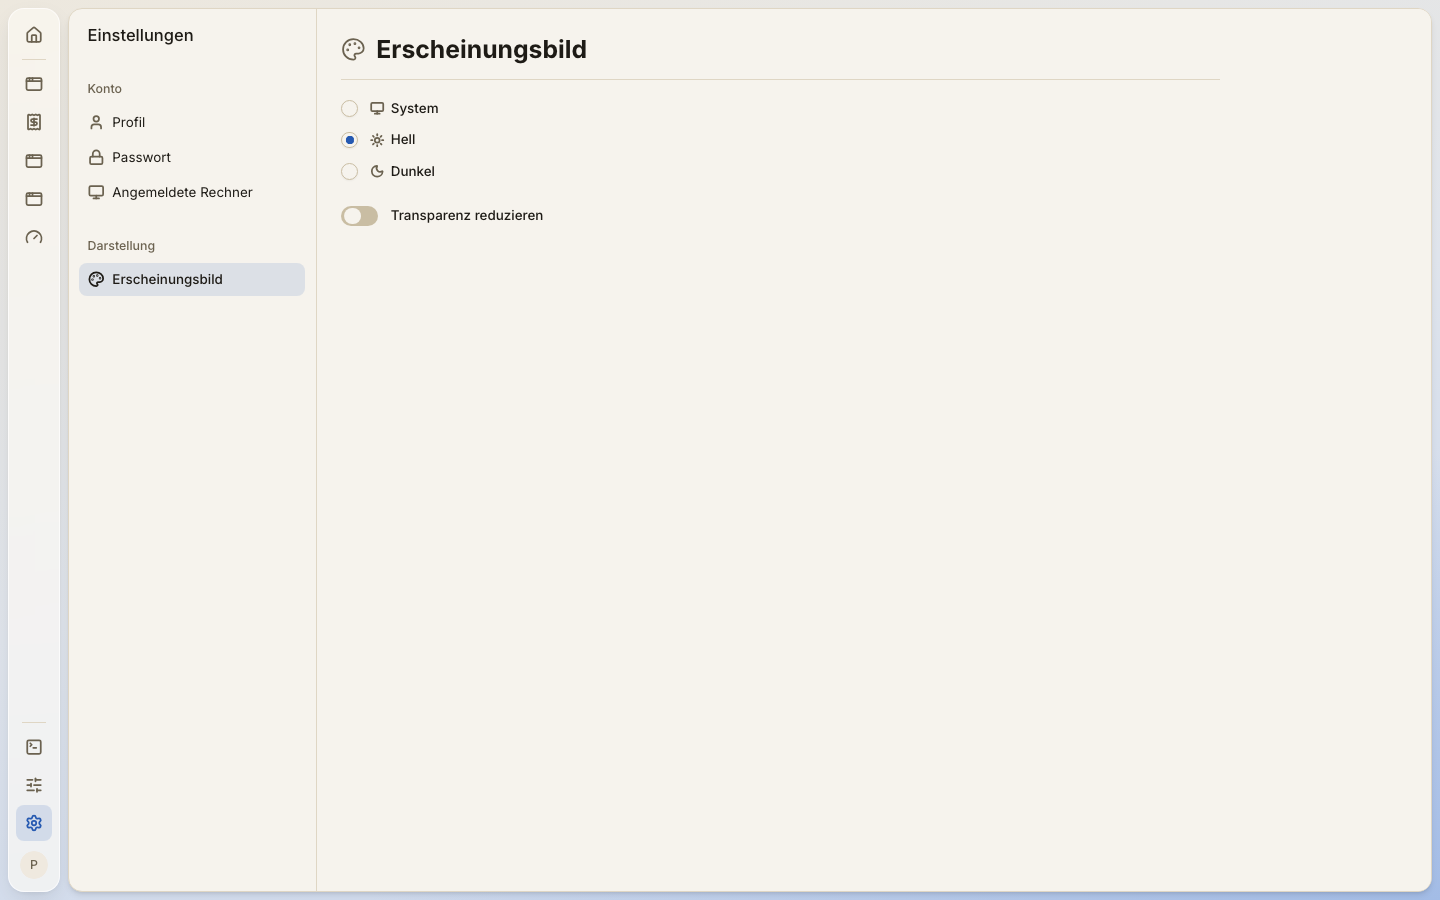 Einstellungen
Konto
Profil
Passwort
Angemeldete Rechner
Darstellung
Erscheinungsbild
Erscheinungsbild
System
Hell
Dunkel
Transparenz reduzieren
P